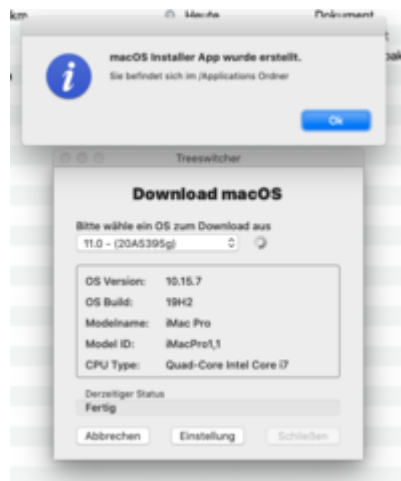 Heute Dokument
macOS Installer App wurde erstellt.
Sie befindet sich im /Applications Ordner
Ok
Treeswitcher
Download macOS
Bitte wähle ein OS zum Download aus
11.0 - (20A5395g)
OS Version: 10.15.7
OS Build: 19H2
Modelname: iMac Pro
Model ID: iMacPro1,1
CPU Type: Quad-Core Intel Core i7
Derzeitiger Status
Fertig
Abbrechen Einstellung Schließen